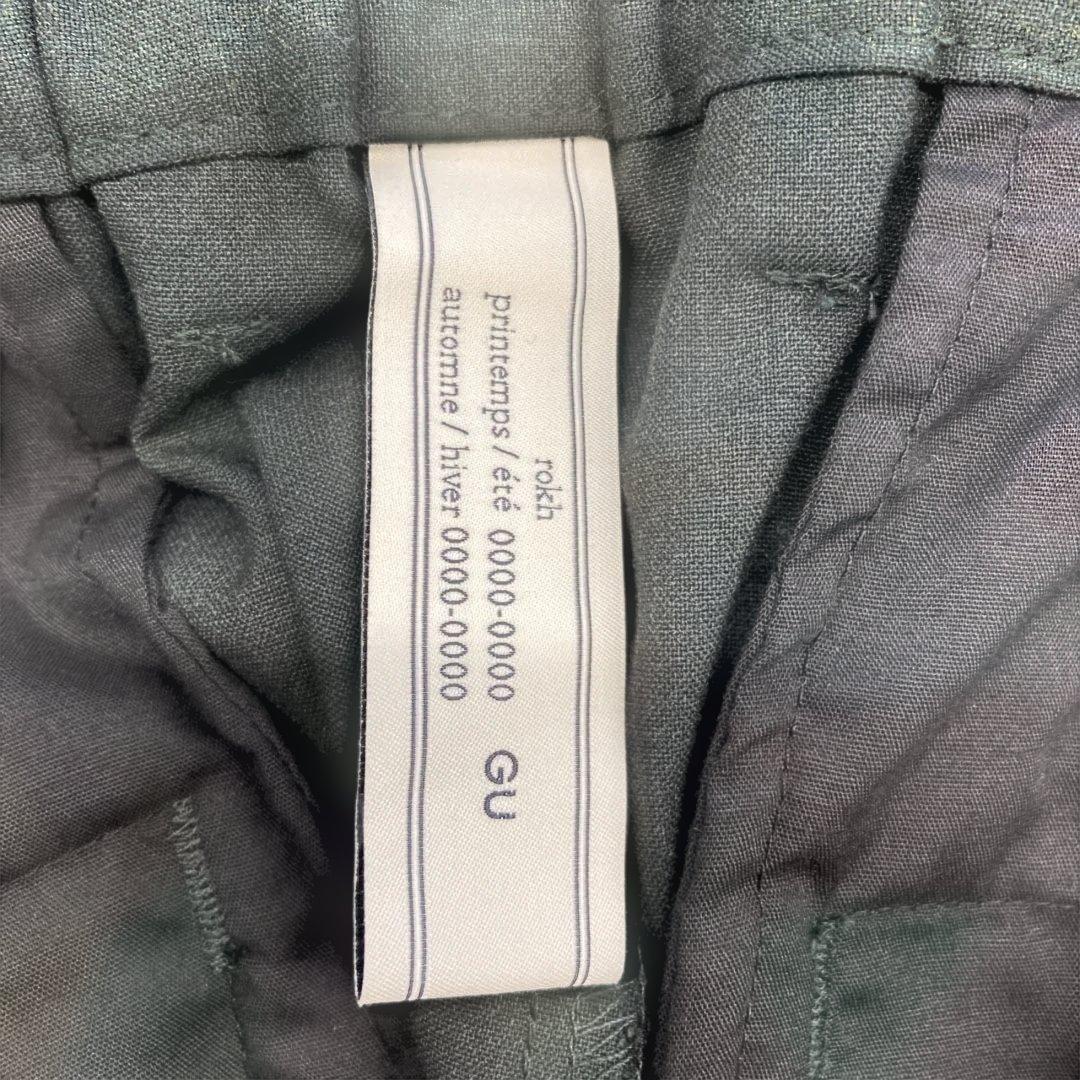 rokh
printemps / été 0000-0000 GU
automne / hiver 0000-0000